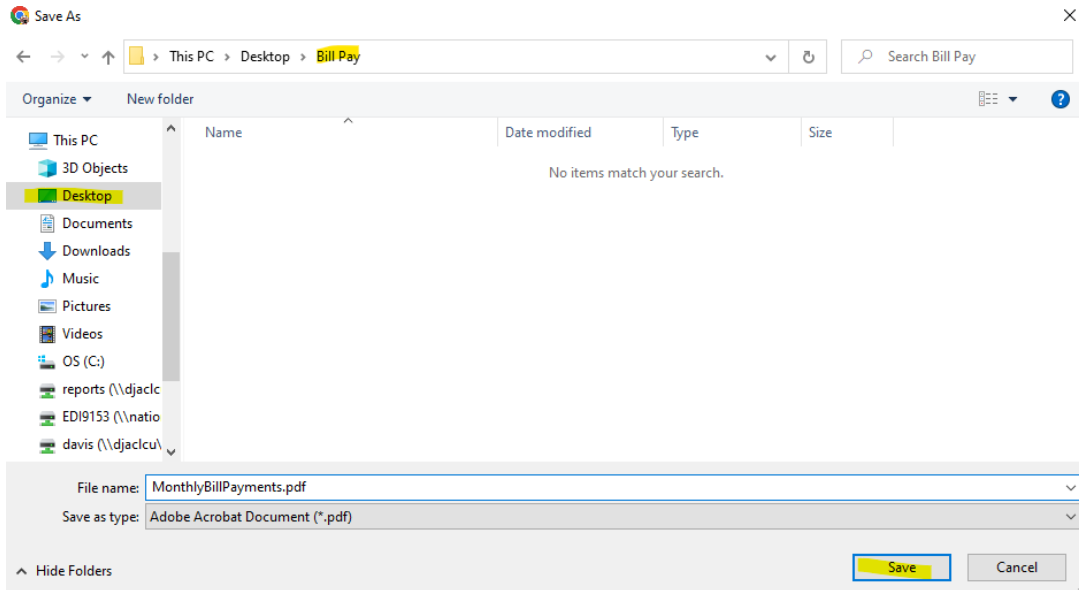 Save As
This PC > Desktop > Bill Pay
Search Bill Pay
Organize
New folder
Name
Date modified
Type
Size
No items match your search.
This PC
3D Objects
Desktop
Documents
Downloads
Music
Pictures
Videos
OS (C:)
reports (\\djaclc
EDI9153 (\\natio
davis (\\djaclcu\
File name: MonthlyBillPayments.pdf
Save as type: Adobe Acrobat Document (*.pdf)
Hide Folders
Save
Cancel